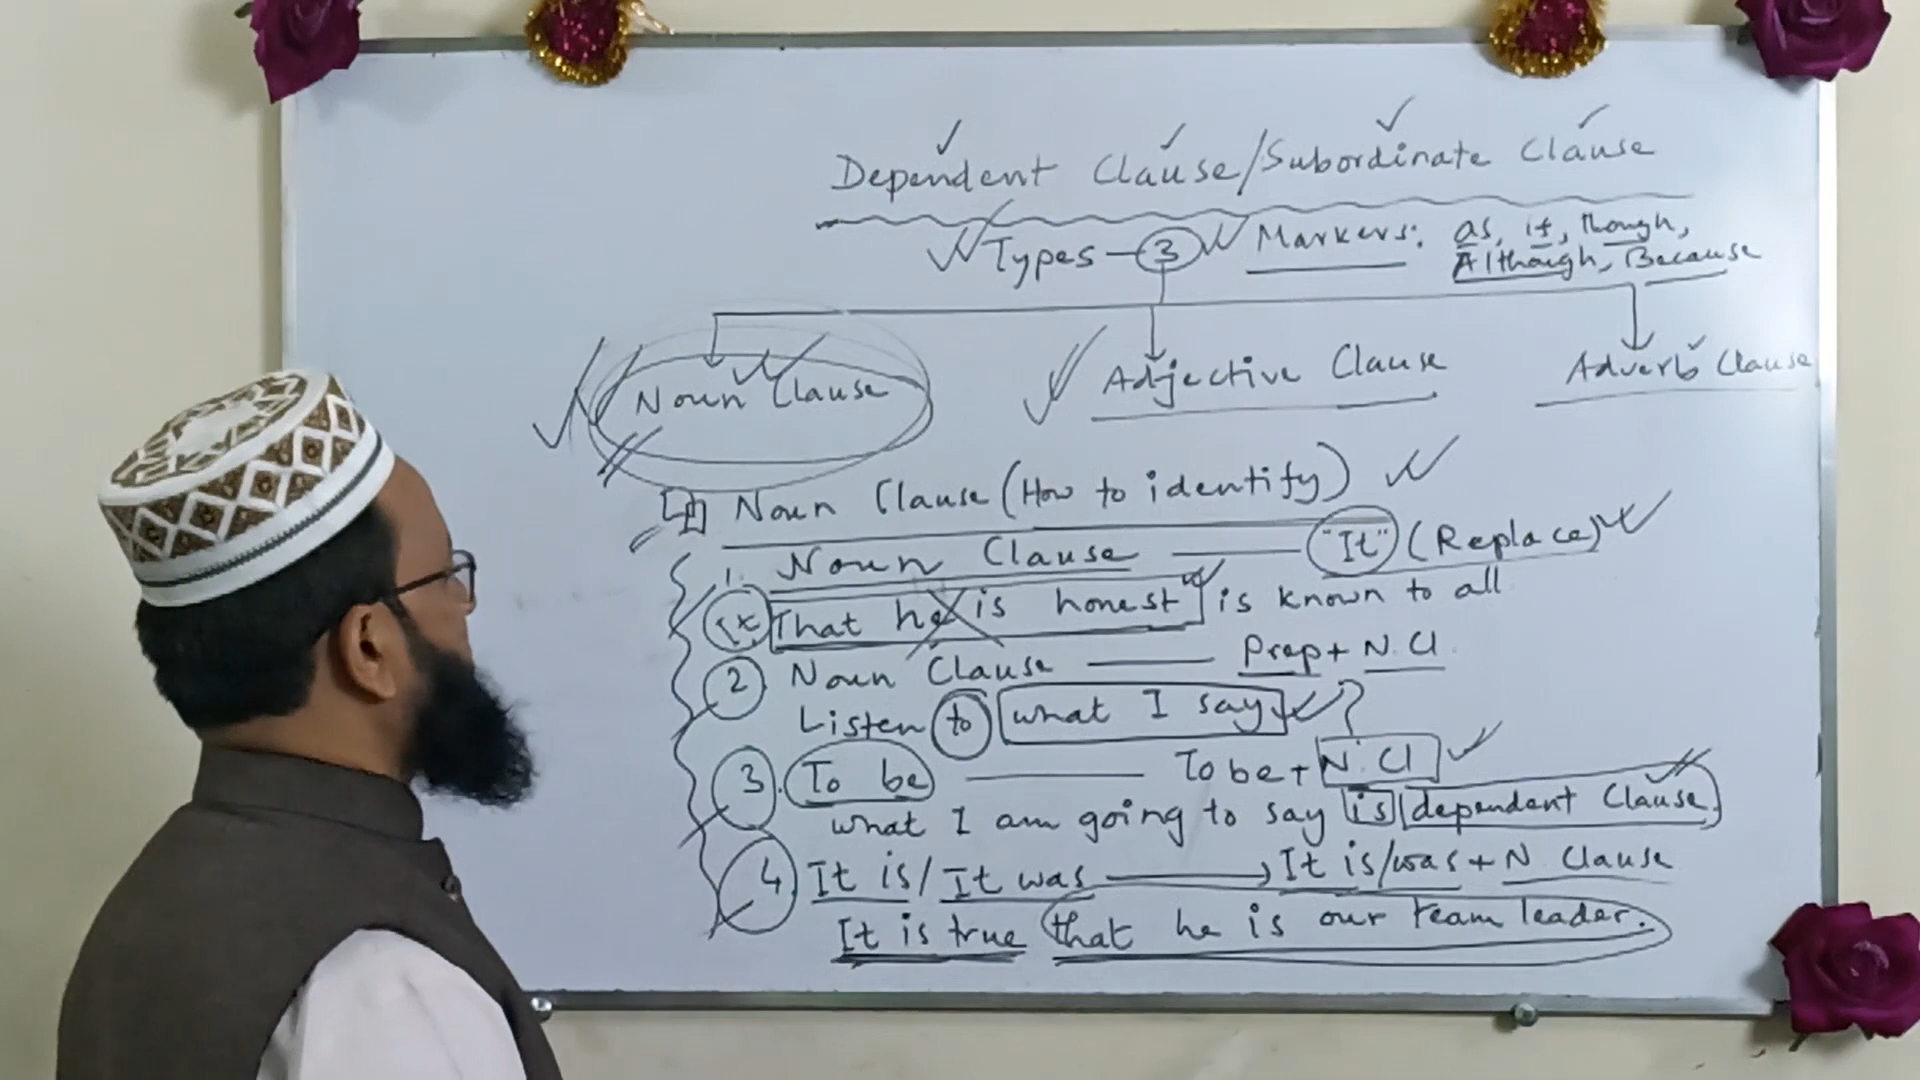 Dependent Clause/Subordinate Clause
Types - 3 Markers: as, if, though,
Although, Because
Noun Clause Adjective Clause Adverb Clause
Noun Clause (How to identify)
1. Noun Clause — "It" (Replace)
Ex: That he is honest is known to all
2. Noun Clause — Prep + N. Cl.
Listen to what I say.
3. To be — To be + N. Cl
what I am going to say is dependent Clause.
4 It is/It was → It is/was + N. Clause
It is true that he is our team leader.